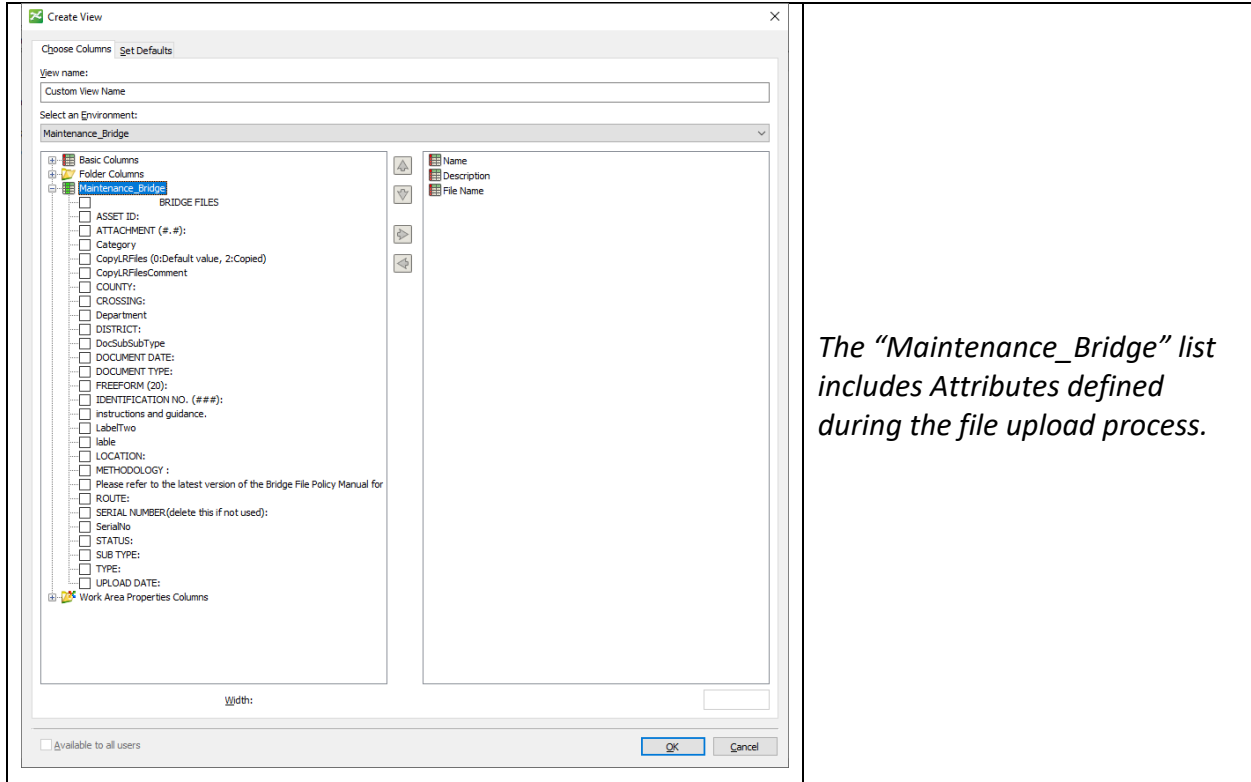 Create View
Choose Columns Set Defaults
View name:
Custom View Name
Select an Environment:
Maintenance_Bridge
Basic Columns
Folder Columns
Maintenance_Bridge
BRIDGE FILES
ASSET ID:
ATTACHMENT (#.#):
Category
CopyLRFiles (0:Default value, 2:Copied)
CopyLRFilesComment
COUNTY:
CROSSING:
Department
DISTRICT:
DocSubSubType
DOCUMENT DATE:
DOCUMENT TYPE:
FREEFORM (20):
IDENTIFICATION NO. (###):
instructions and guidance.
LabelTwo
lable
LOCATION:
METHODOLOGY :
Please refer to the latest version of the Bridge File Policy Manual for
ROUTE:
SERIAL NUMBER(delete this if not used):
SerialNo
STATUS:
SUB TYPE:
TYPE:
UPLOAD DATE:
Work Area Properties Columns
Name
Description
File Name
Width:
Available to all users
OK Cancel
The “Maintenance_Bridge” list
includes Attributes defined
during the file upload process.